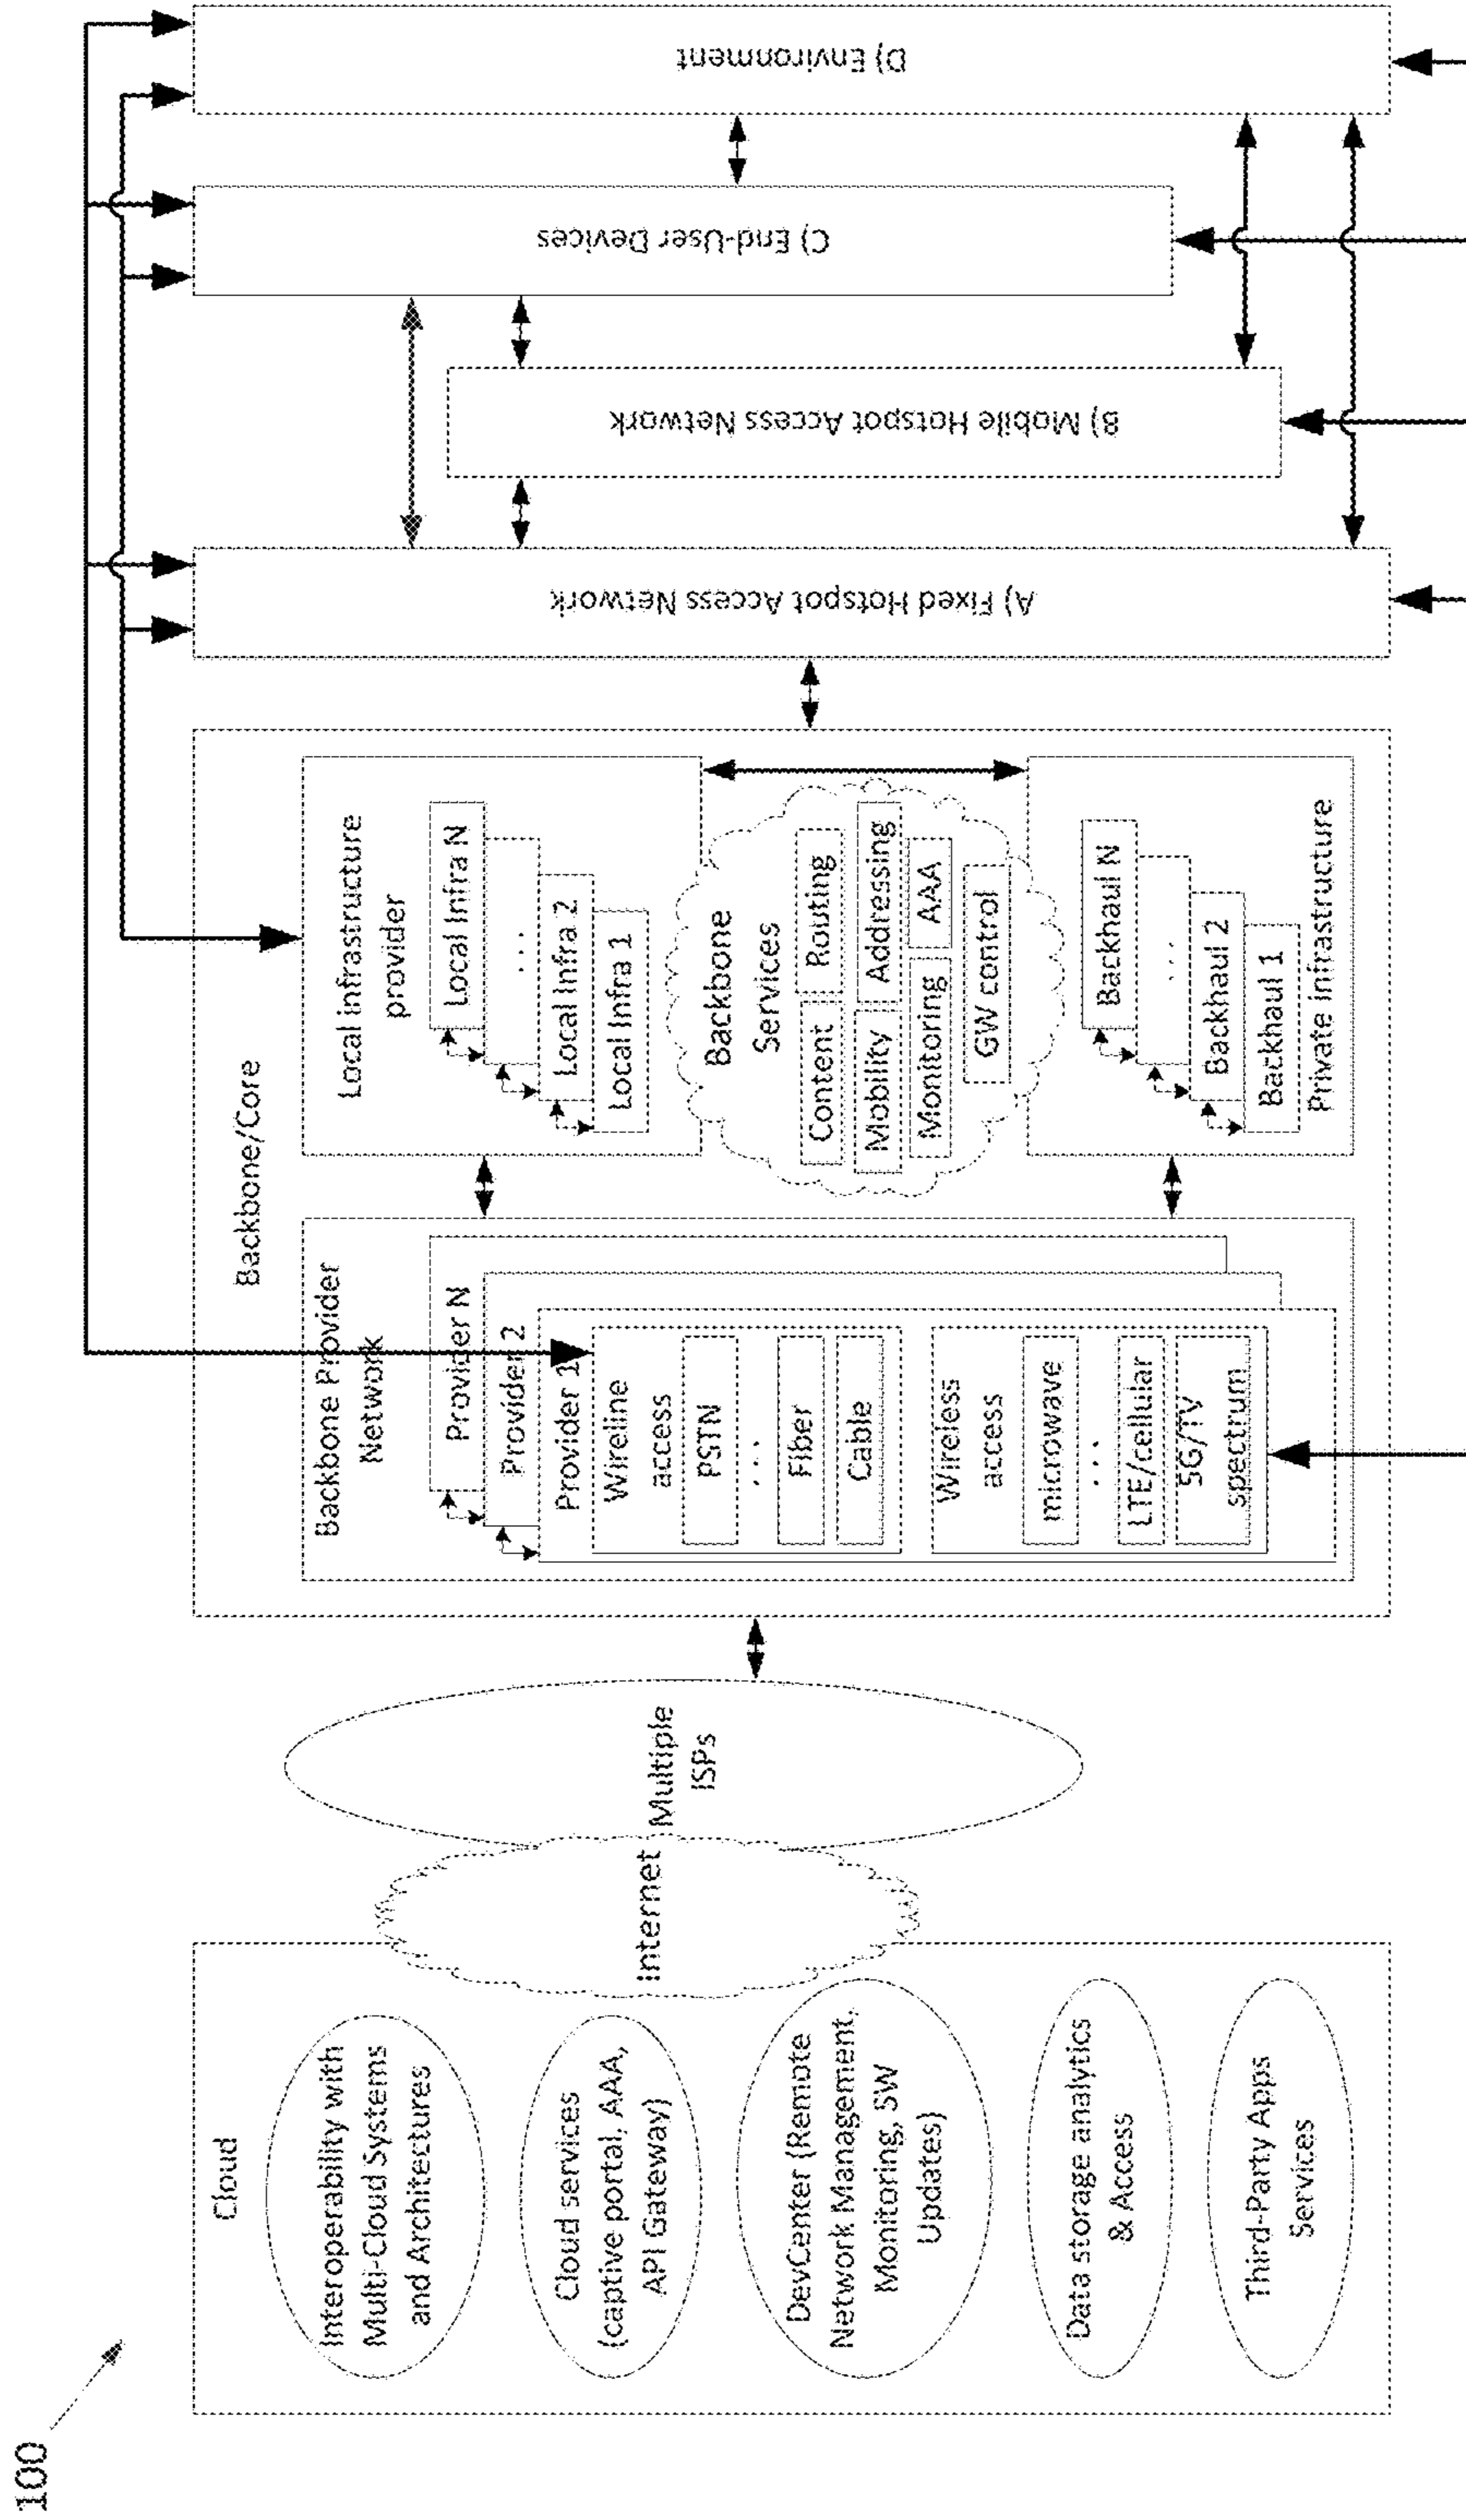 100
Cloud
Interoperability with
Multi-Cloud Systems
and Architectures
Cloud services
(captive portal, AAA,
API Gateway)
DevCenter (Remote
Network Management,
Monitoring, SW
Updates)
Data storage analytics
& Access
Third-Party Apps
Services
Internet
Multiple
ISPs
Backbone/Core
Backbone Provider
Network
Provider N
Provider 2
Provider 1
Wireline
access
PSTN
...
Fiber
Cable
Wireless
access
microwave
...
LTE/cellular
5G/TV
spectrum
Local infrastructure
provider
Local Infra N
...
Local Infra 2
Local Infra 1
Backbone
Services
Content
Routing
Mobility
Addressing
Monitoring
AAA
GW control
Backhaul N
...
Backhaul 2
Backhaul 1
Private infrastructure
A) Fixed Hotspot Access Network
B) Mobile Hotspot Access Network
C) End-User Devices
D) Environment